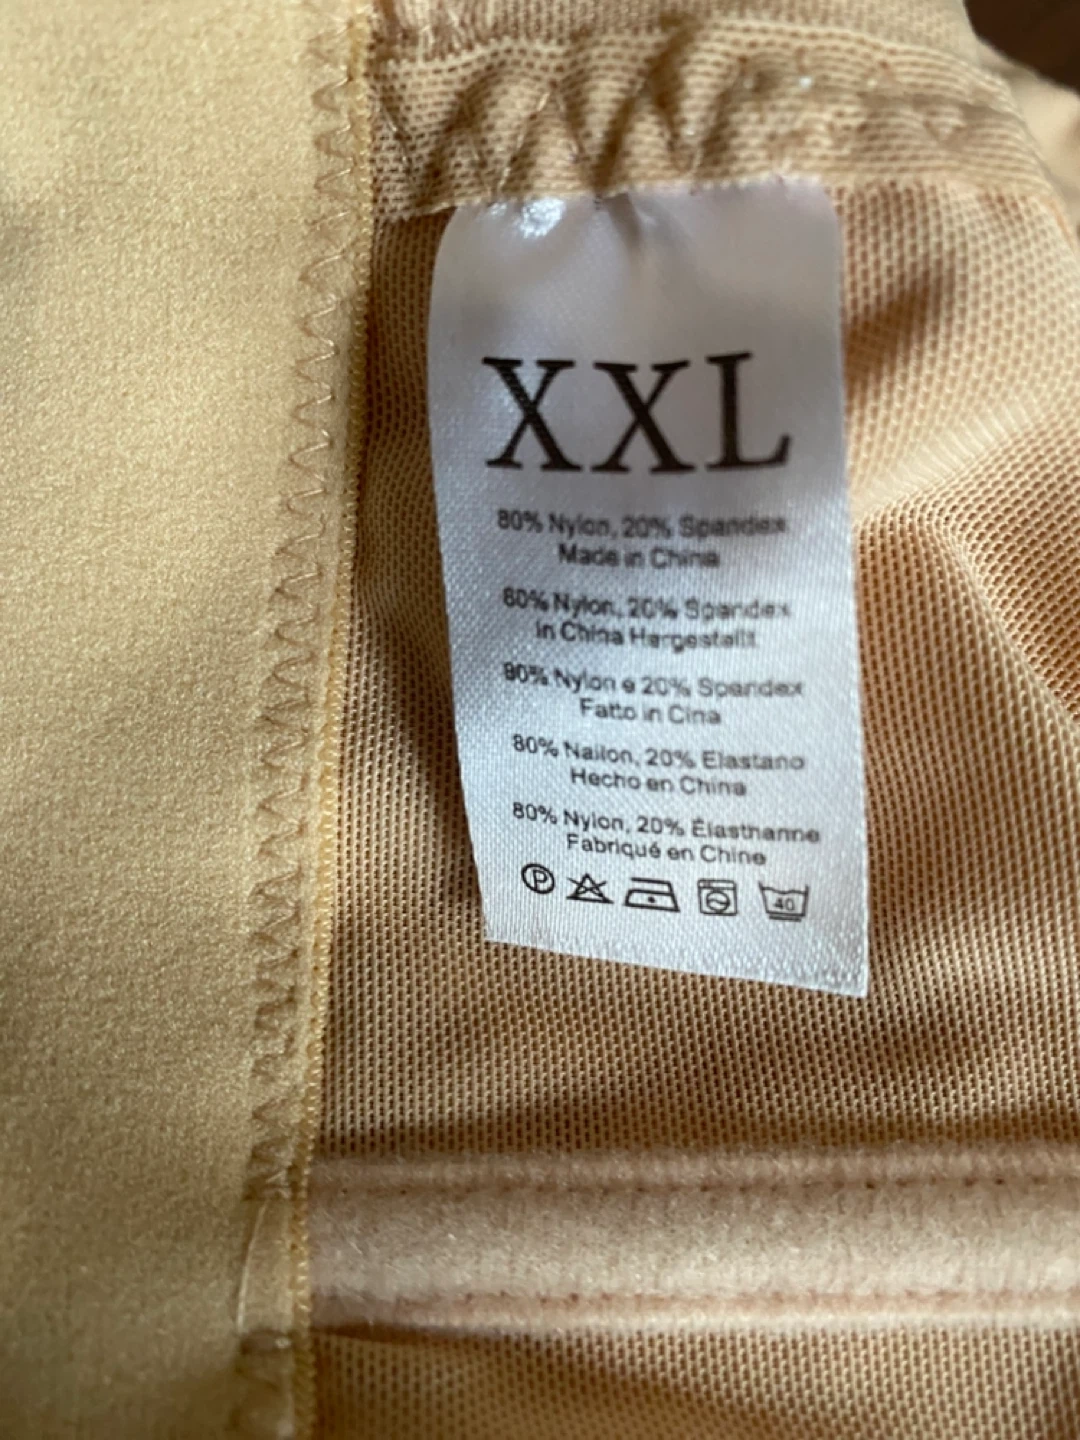 XXL
80% Nylon, 20% Spandex
Made in China
80% Nylon, 20% Spandex
in China Hergestellt
80% Nylon e 20% Spandex
Fatto in Cina
80% Nailon, 20% Elastano
Hecho en China
80% Nylon, 20% Élasthanne
Fabriqué en Chine
P
40